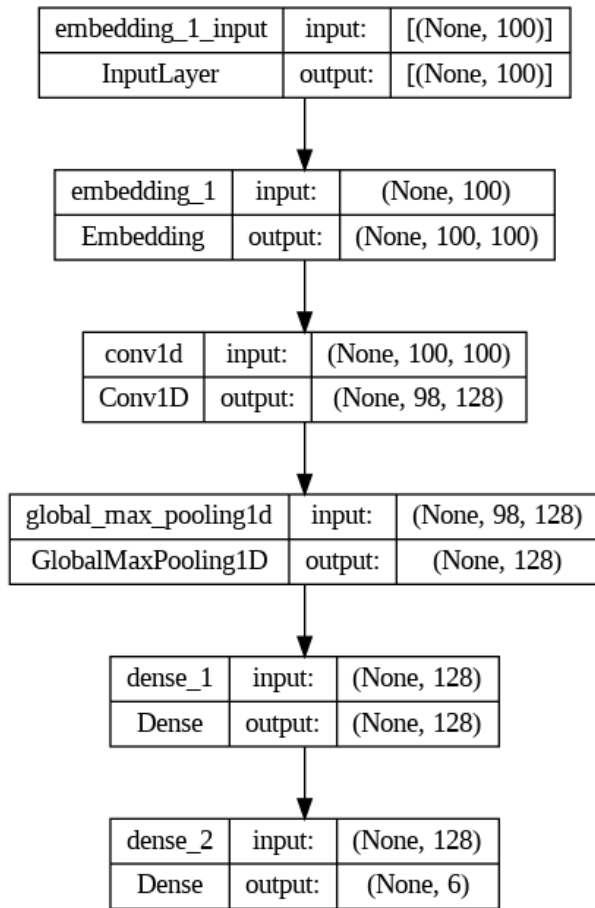 embedding_1_input input: [(None, 100)]
InputLayer output: [(None, 100)]
embedding_1 input: (None, 100)
Embedding output: (None, 100, 100)
conv1d input: (None, 100, 100)
Conv1D output: (None, 98, 128)
global_max_pooling1d input: (None, 98, 128)
GlobalMaxPooling1D output: (None, 128)
dense_1 input: (None, 128)
Dense output: (None, 128)
dense_2 input: (None, 128)
Dense output: (None, 6)